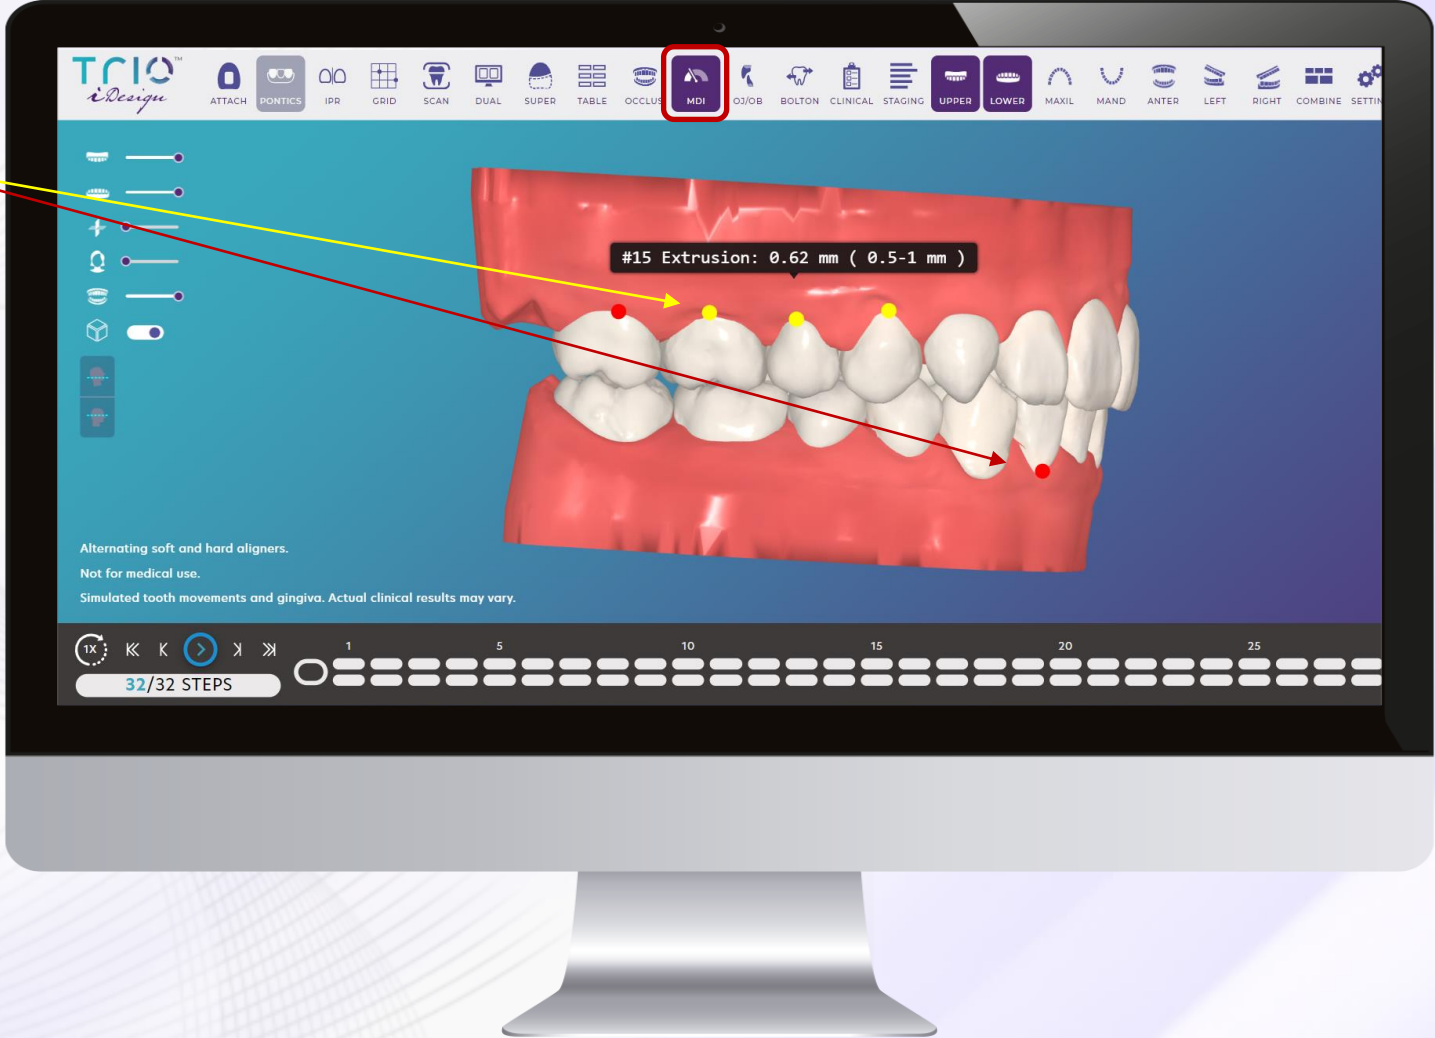 TRIO™
iDesign
ATTACH
PONTICS
IPR
GRID
SCAN
DUAL
SUPER
TABLE
OCCLUS
MDI
OJ/OB
BOLTON
CLINICAL
STAGING
UPPER
LOWER
MAXIL
MAND
ANTER
LEFT
RIGHT
COMBINE
SETTIN
#15 Extrusion: 0.62 mm ( 0.5-1 mm )
Alternating soft and hard aligners.
Not for medical use.
Simulated tooth movements and gingiva. Actual clinical results may vary.
1X
1 5 10 15 20 25
32/32 STEPS